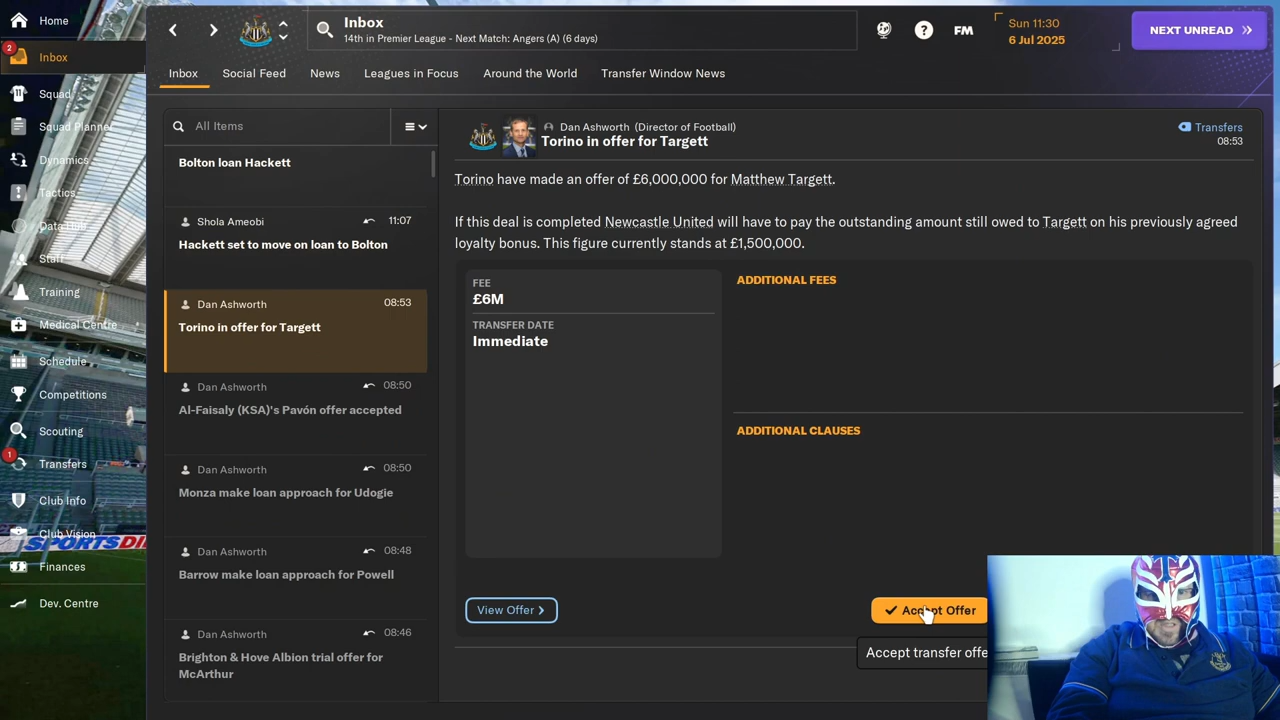 Home
2
Inbox
Squad
Squad Planner
Dynamics
Tactics
Data Hub
Staff
Training
Medical Centre
Schedule
Competitions
Scouting
1
Transfers
Club Info
Club Vision
SPORTS DI
Finances
Dev. Centre
Inbox
14th in Premier League - Next Match: Angers (A) (6 days)
?
FM
Sun 11:30
6 Jul 2025
NEXT UNREAD
Inbox
Social Feed
News
Leagues in Focus
Around the World
Transfer Window News
All Items
Bolton loan Hackett
Shola Ameobi 11:07
Hackett set to move on loan to Bolton
Dan Ashworth 08:53
Torino in offer for Targett
Dan Ashworth 08:50
Al-Faisaly (KSA)'s Pavón offer accepted
Dan Ashworth 08:50
Monza make loan approach for Udogie
Dan Ashworth 08:48
Barrow make loan approach for Powell
Dan Ashworth 08:46
Brighton & Hove Albion trial offer for
McArthur
Dan Ashworth (Director of Football)
Torino in offer for Targett
Transfers
08:53
Torino have made an offer of £6,000,000 for Matthew Targett.
If this deal is completed Newcastle United will have to pay the outstanding amount still owed to Targett on his previously agreed
loyalty bonus. This figure currently stands at £1,500,000.
FEE
£6M
TRANSFER DATE
Immediate
ADDITIONAL FEES
ADDITIONAL CLAUSES
View Offer
Accept Offer
Accept transfer offe